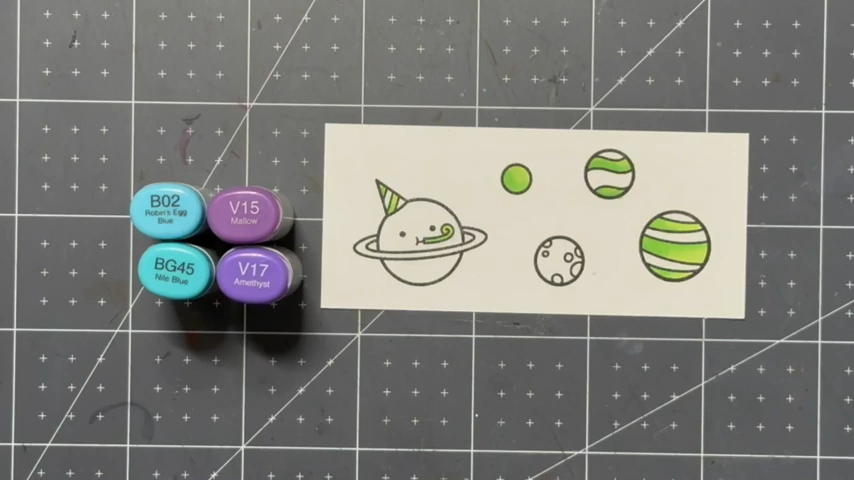 B02
Robin's Egg
Blue
V15
Mallow
BG45
Nile Blue
V17
Amethyst